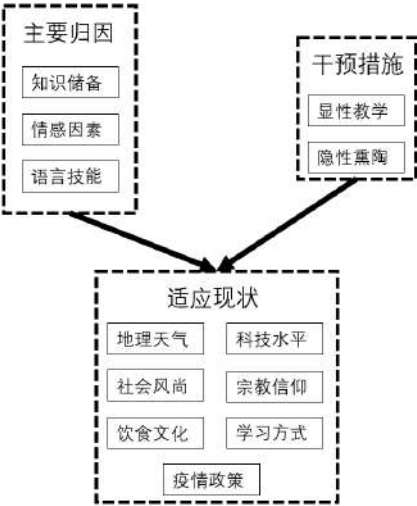 主要归因
知识储备
情感因素
语言技能
干预措施
显性教学
隐性熏陶
适应现状
地理天气 科技水平
社会风尚 宗教信仰
饮食文化 学习方式
疫情政策